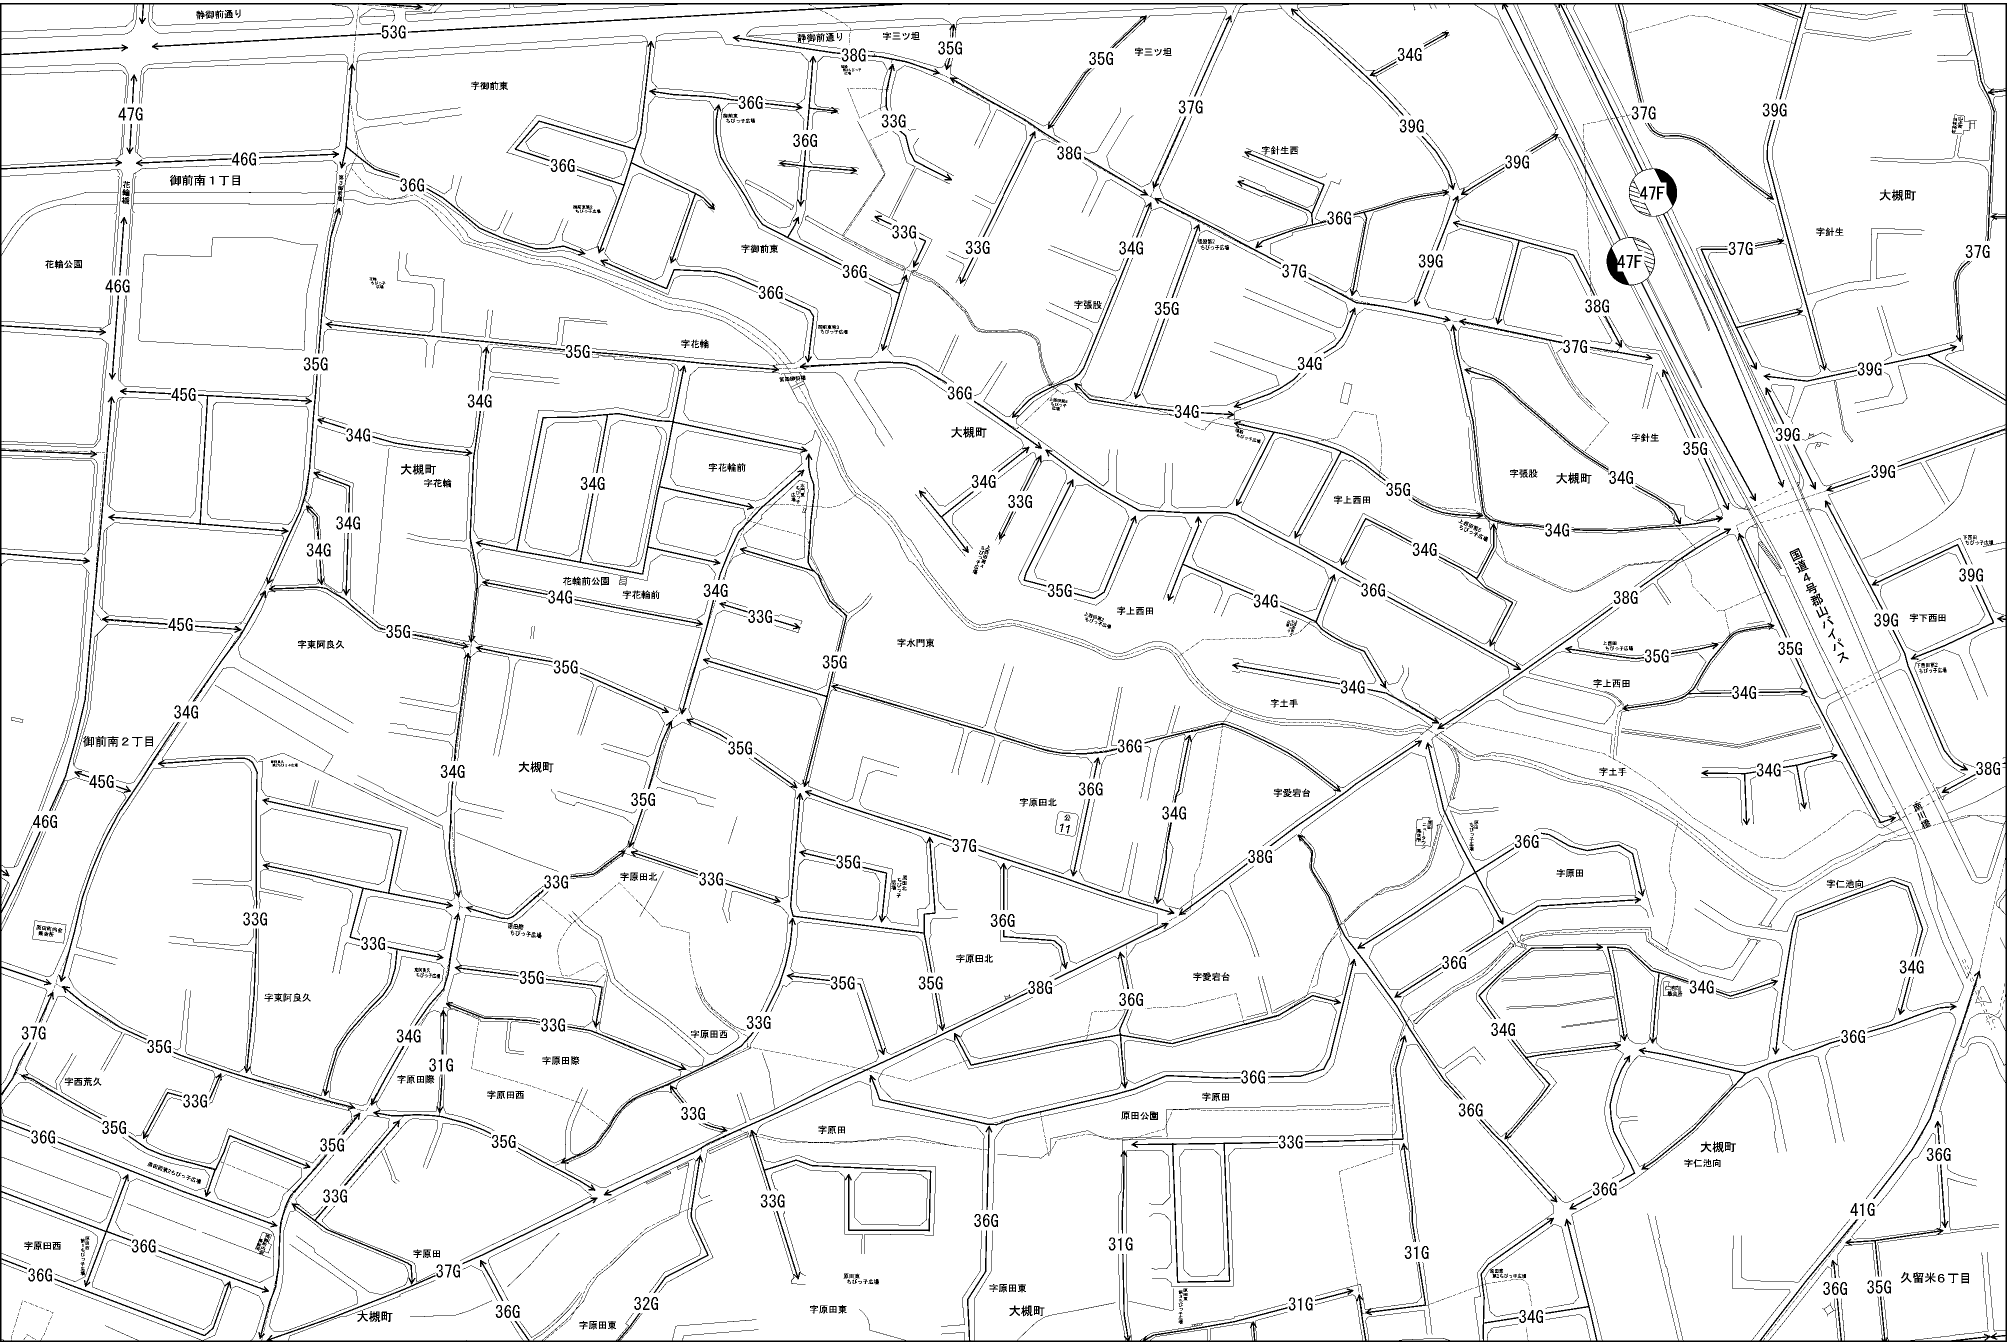 静御前通り
53G
静御前通り
38G
字三ツ坦
35G
35G
字三ツ坦
34G
字御前東
47G
36G
36G
33G
37G
39G
37G
39G
46G
36G
36G
38G
字針生西
39G
大槻町
花輪橋
御前南1丁目
47F
36G
33G
33G
34G
字針生
花輪公園
字御前東
36G
39G
47F
37G
37G
46G
36G
37G
字張股
35G
38G
35G
35G
字花輪
37G
34G
39G
45G
34G
36G
34G
34G
大槻町
39G
字針生
35G
大槻町
字花輪
字花輪前
34G
34G
33G
字張股
大槻町
34G
39G
35G
字上西田
34G
34G
34G
34G
国道4号郡山バイパス
花輪前公園
字花輪前
34G
34G
33G
35G
字上西田
34G
36G
38G
39G
字下西田
39G
45G
35G
字東阿良久
字水門東
35G
35G
34G
35G
35G
字上西田
34G
34G
字土手
御前南2丁目
35G
36G
大槻町
34G
45G
35G
46G
字原田北
公
11
36G
34G
字愛宕台
字土手
34G
38G
南川橋
37G
38G
36G
字原田
35G
33G
33G
字原田北
33G
36G
字仁池向
33G
字原田北
36G
34G
35G
35G
35G
38G
字愛宕台
36G
34G
字東阿良久
37G
35G
34G
33G
33G
字原田西
34G
36G
字原田際
31G
字原田際
字西荒久
33G
字原田西
36G
字原田
原田公園
33G
36G
35G
36G
35G
35G
字原田
33G
大槻町
字仁池向
36G
33G
33G
36G
36G
41G
字原田西
36G
36G
字原田
37G
31G
31G
36G
32G
字原田東
大槻町
字原田東
字原田東
大槻町
31G
34G
36G
35G
久留米6丁目